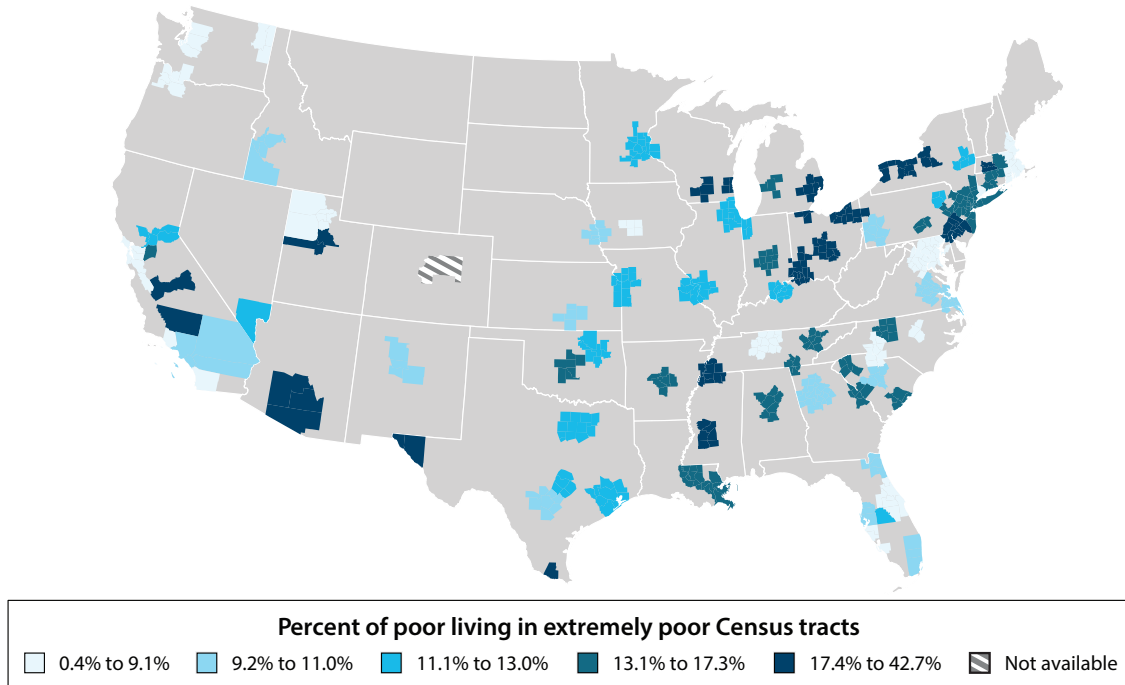 Percent of poor living in extremely poor Census tracts
0.4% to 9.1% 9.2% to 11.0% 11.1% to 13.0% 13.1% to 17.3% 17.4% to 42.7% Not available